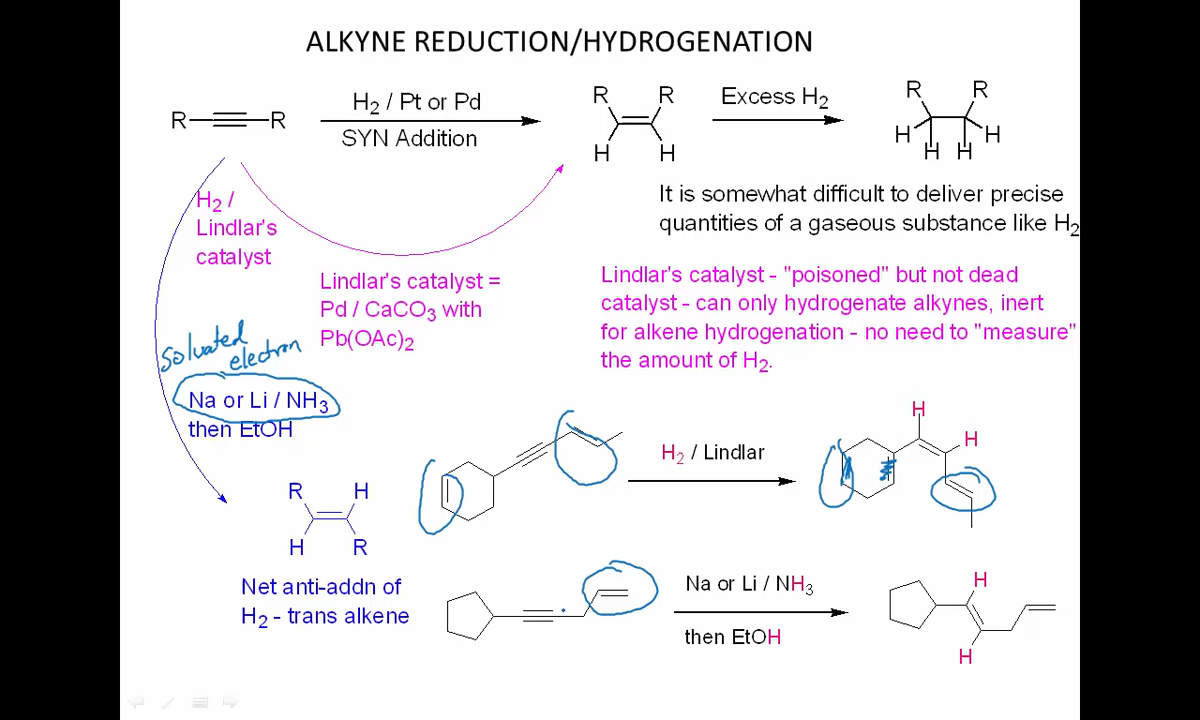 ALKYNE REDUCTION/HYDROGENATION
R R
H2 / Pt or Pd
SYN Addition
R R
H H
Excess H2
R R
H H
H H
It is somewhat difficult to deliver precise
quantities of a gaseous substance like H2
H2 /
Lindlar's
catalyst
Lindlar's catalyst =
Pd / CaCO3 with
Pb(OAc)2
Lindlar's catalyst - "poisoned" but not dead
catalyst - can only hydrogenate alkynes, inert
for alkene hydrogenation - no need to "measure"
the amount of H2.
Solvated
electron
Na or Li / NH3
then EtOH
R H
H R
Net anti-addn of
H2 - trans alkene
H2 / Lindlar
H
H
Na or Li / NH3
then EtOH
H
H